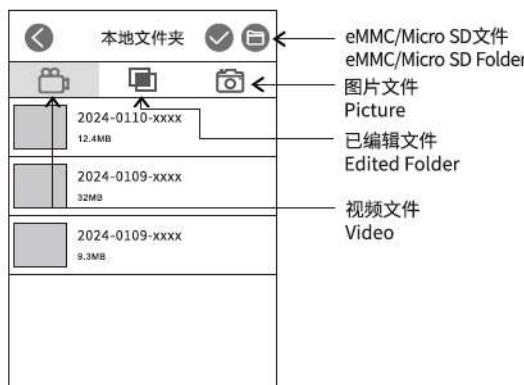 本地文件夹
2024-0110-xxxx
12.4MB
2024-0109-xxxx
32MB
2024-0109-xxxx
9.3MB
eMMC/Micro SD文件
eMMC/Micro SD Folder
图片文件
Picture
已编辑文件
Edited Folder
视频文件
Video